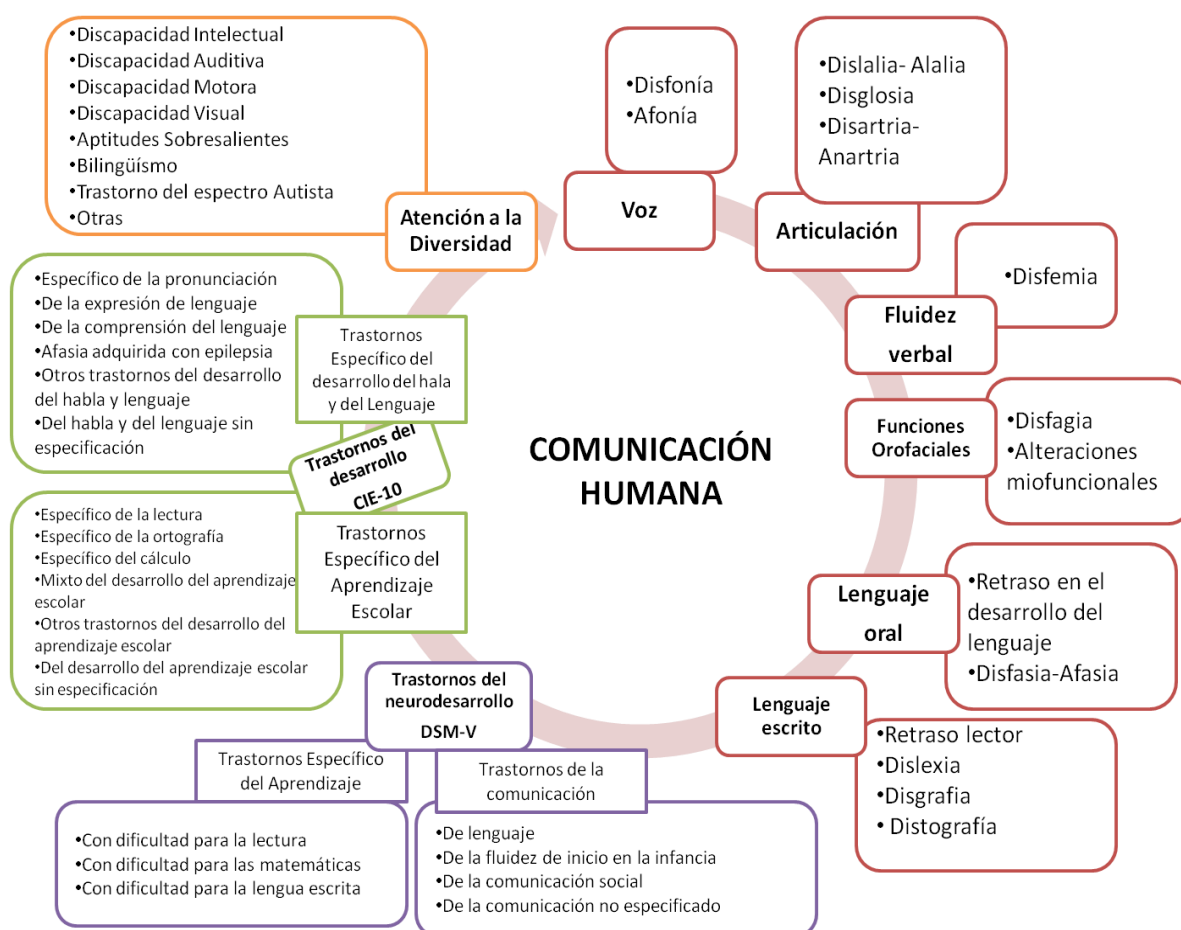 •Discapacidad Intelectual
•Discapacidad Auditiva
•Discapacidad Motora
•Discapacidad Visual
•Aptitudes Sobresalientes
•Bilingüísmo
•Trastorno del espectro Autista
•Otras
Atención a la
Diversidad
•Disfonía
•Afonía
Voz
•Dislalia- Alalia
•Disglosia
•Disartria-
Anartria
Articulación
•Disfemia
Fluidez
verbal
•Disfagia
•Alteraciones
miofuncionales
Funciones
Orofaciales
•Retraso en el
desarrollo del
lenguaje
•Disfasia-Afasia
Lenguaje
oral
•Retraso lector
•Dislexia
•Disgrafia
• Distografía
Lenguaje
escrito
COMUNICACIÓN
HUMANA
•Específico de la pronunciación
•De la expresión de lenguaje
•De la comprensión del lenguaje
•Afasia adquirida con epilepsia
•Otros trastornos del desarrollo
del habla y lenguaje
•Del habla y del lenguaje sin
especificación
Trastornos
Específico del
desarrollo del hala
y del Lenguaje
Trastornos del
desarrollo
CIE-10
•Específico de la lectura
•Específico de la ortografía
•Específico del cálculo
•Mixto del desarrollo del aprendizaje
escolar
•Otros trastornos del desarrollo del
aprendizaje escolar
•Del desarrollo del aprendizaje escolar
sin especificación
Trastornos
Específico del
Aprendizaje
Escolar
Trastornos del
neurodesarrollo
DSM-V
Trastornos Específico
del Aprendizaje
•Con dificultad para la lectura
•Con dificultad para las matemáticas
•Con dificultad para la lengua escrita
Trastornos de la
comunicación
•De lenguaje
•De la fluidez de inicio en la infancia
•De la comunicación social
•De la comunicación no especificado